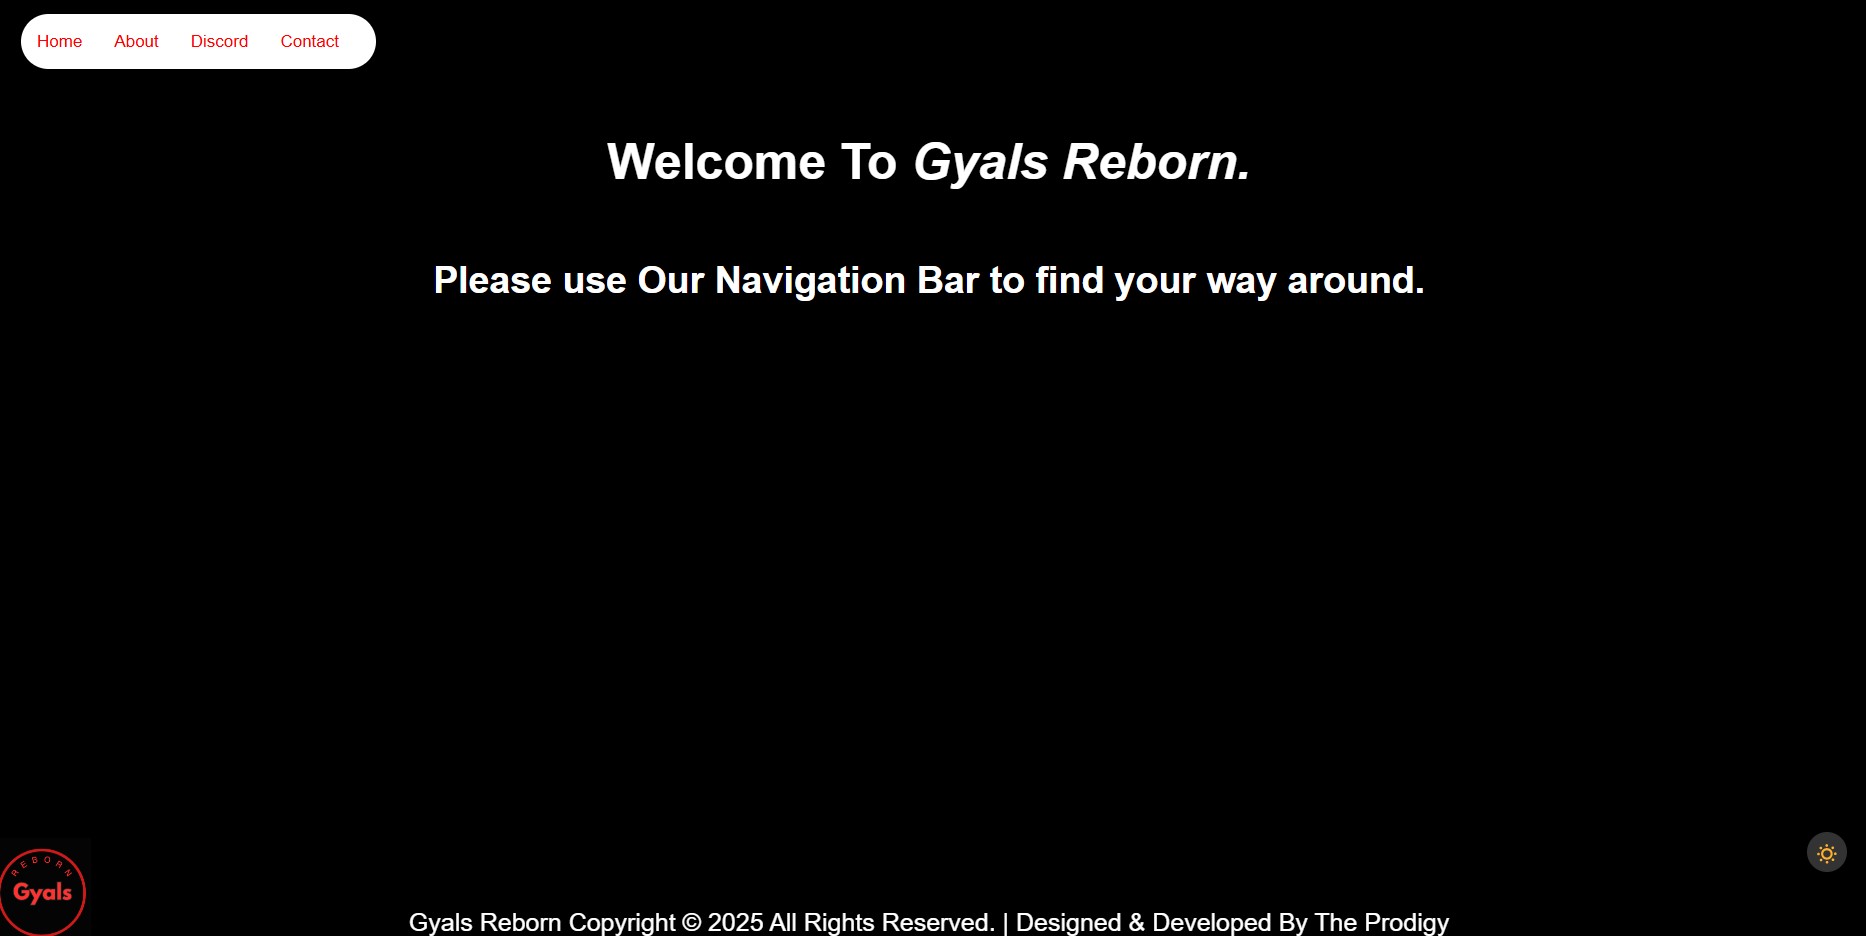 Home About Discord Contact
Welcome To Gyals Reborn.
Please use Our Navigation Bar to find your way around.
REBORN
Gyals
Gyals Reborn Copyright © 2025 All Rights Reserved. | Designed & Developed By The Prodigy